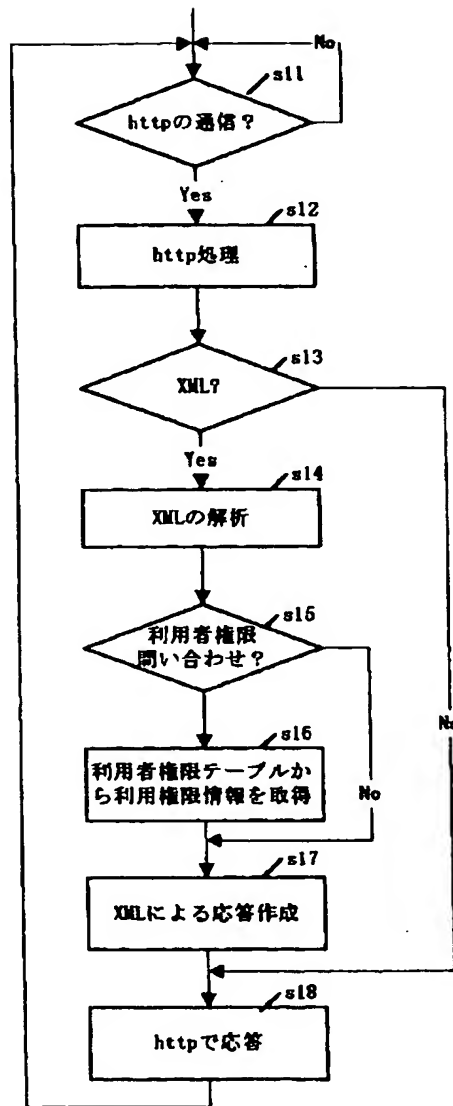 No
s11
httpの通信？
Yes
s12
http処理
s13
XML?
Yes
s14
XMLの解析
s15
利用者権限
問い合わせ？
No
s16
利用者権限テーブルか
ら利用権限情報を取得
No
s17
XMLによる応答作成
s18
httpで応答